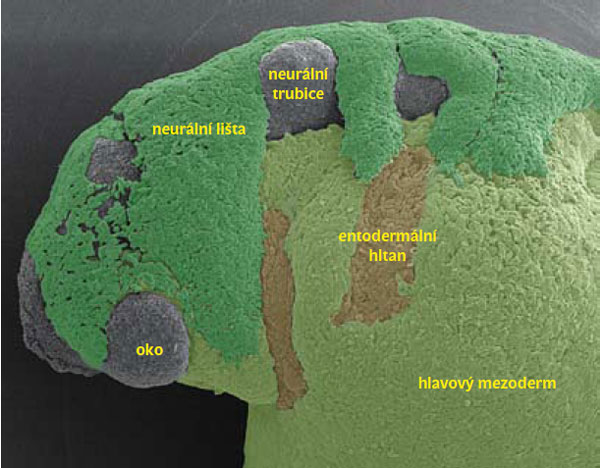 neurální
trubice
neurální lišta
entodermální
hltan
oko
hlavový mezoderm